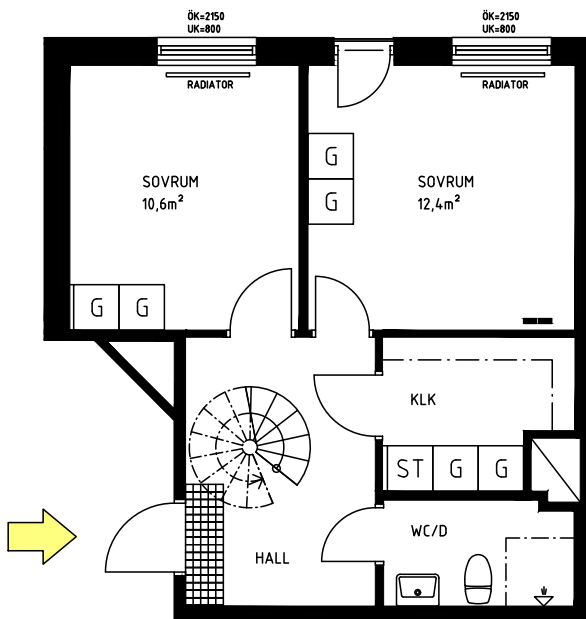 ÖK=2150
UK=800
ÖK=2150
UK=800
RADIATOR
RADIATOR
G
G
SOVRUM
10,6m²
SOVRUM
12,4m²
G
G
KLK
ST
G
G
HALL
WC/D